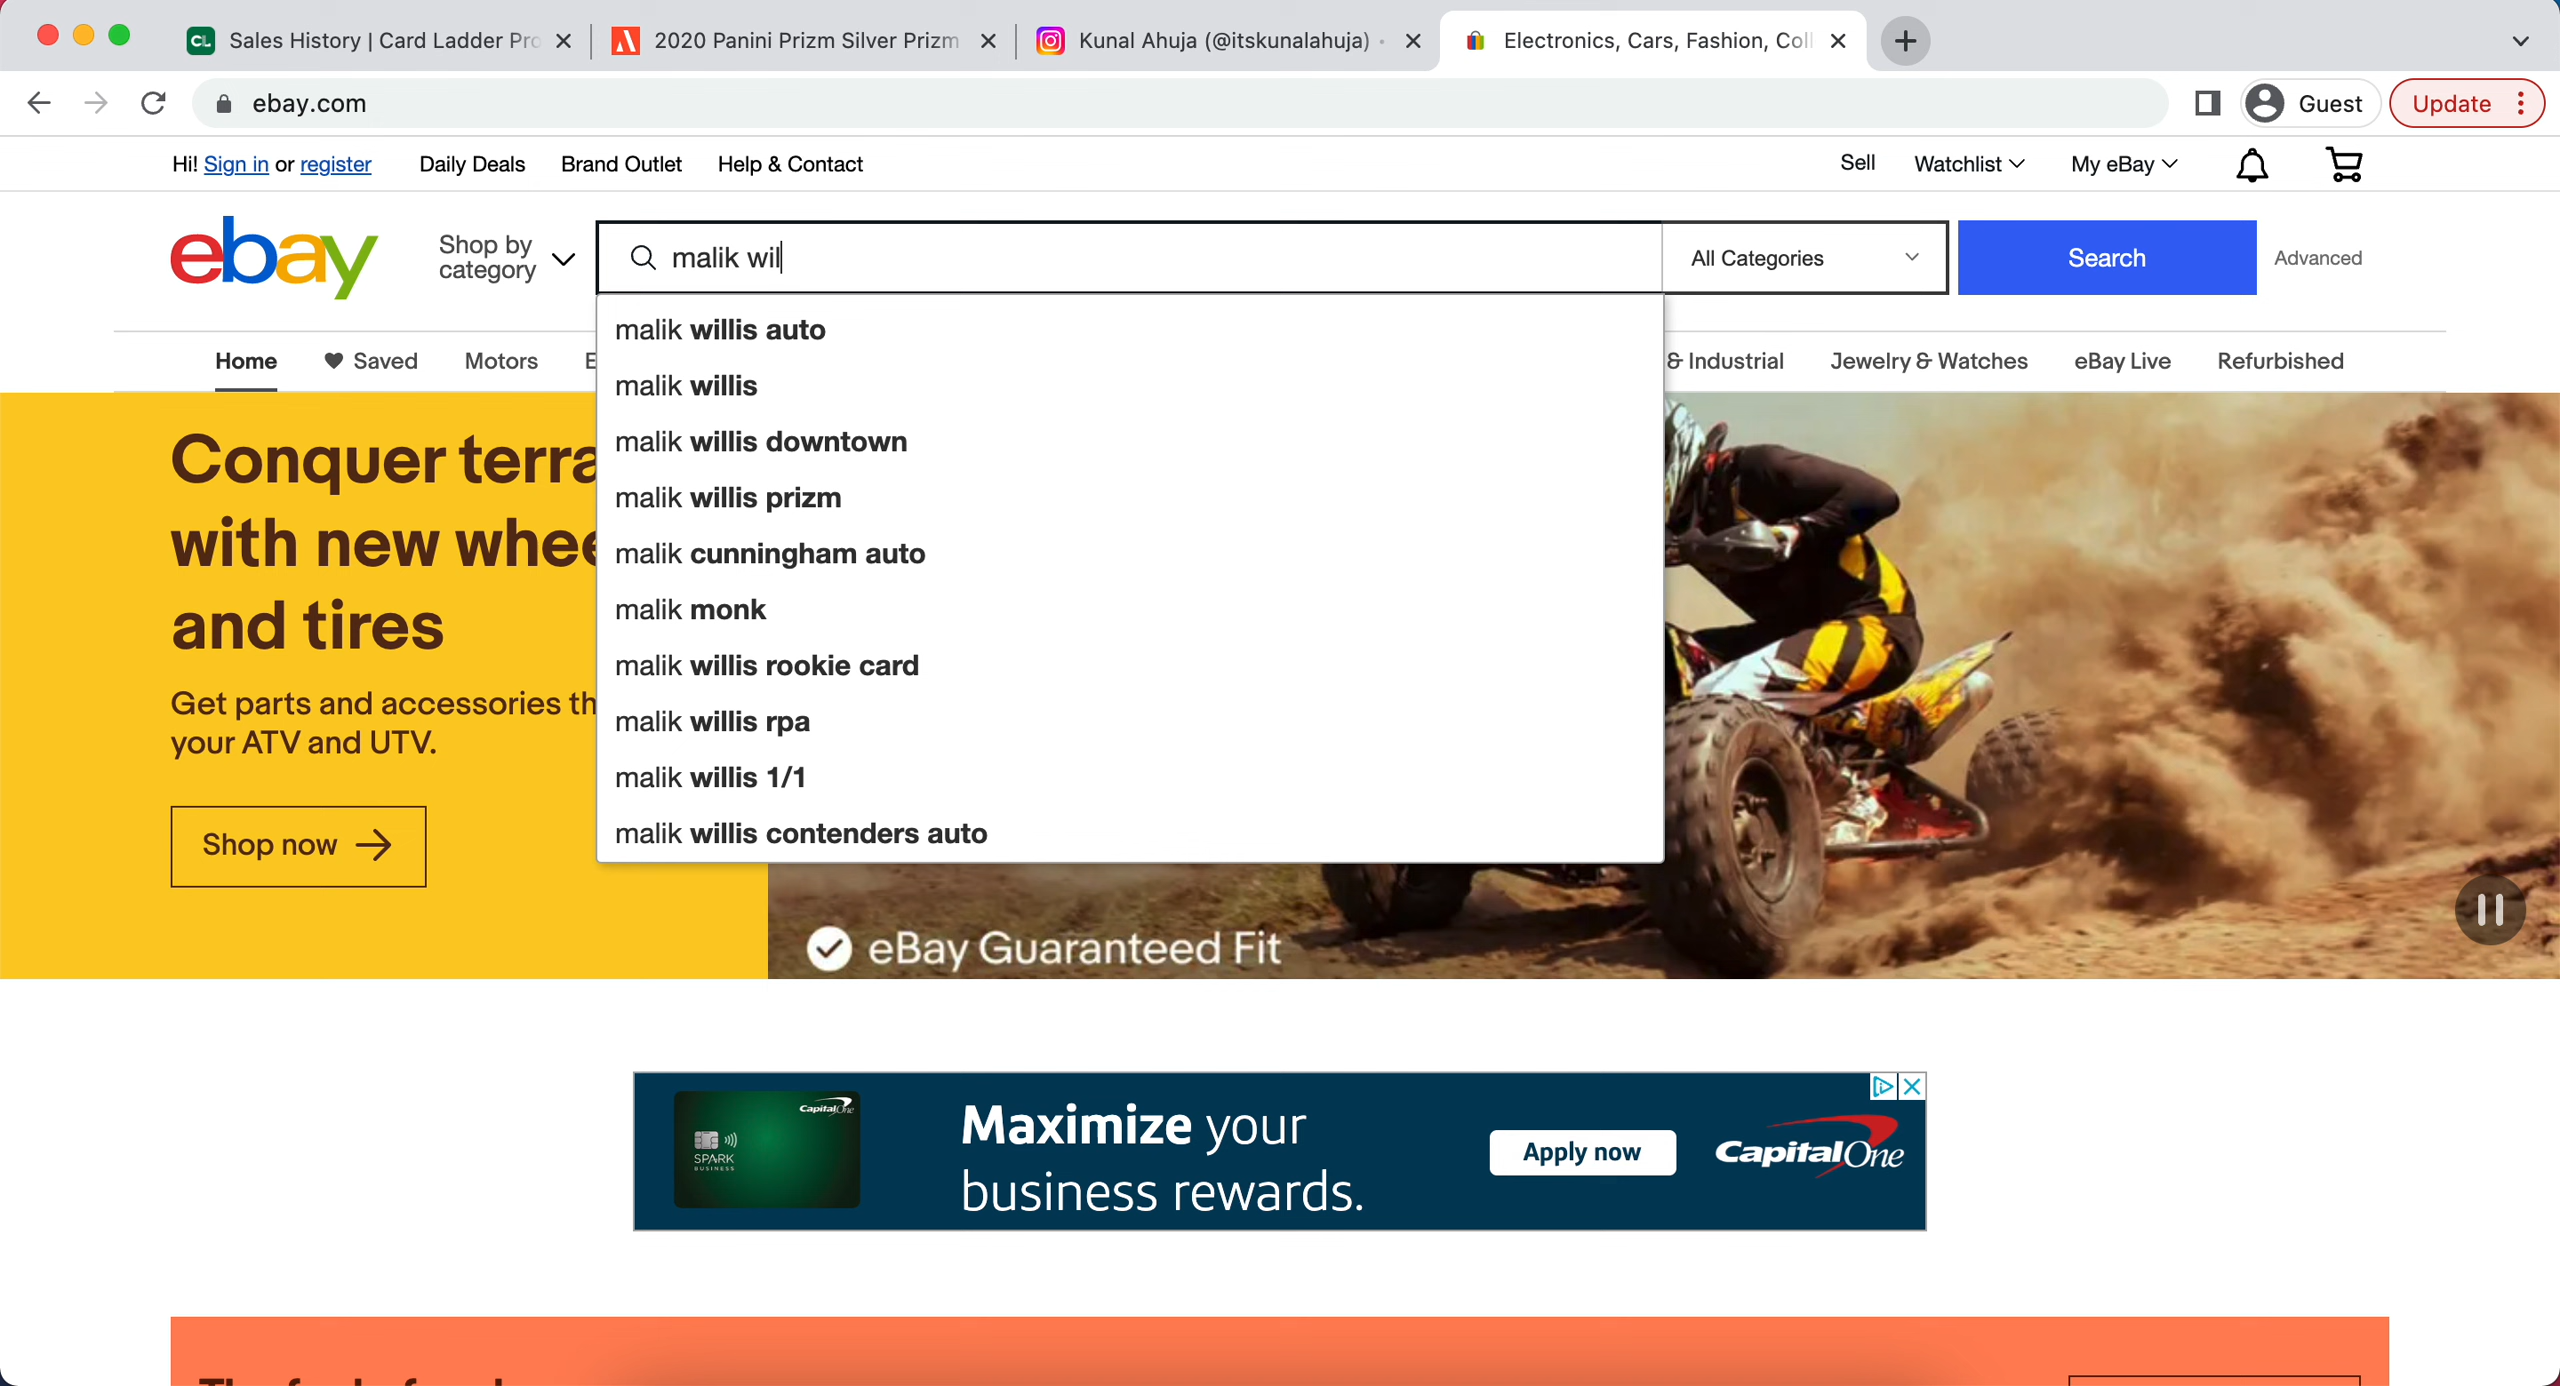 Sales History | Card Ladder Pro
2020 Panini Prizm Silver Prizm
Kunal Ahuja (@itskunalahuja) •
Electronics, Cars, Fashion, Coll
ebay.com
Guest
Update
Hi! Sign in or register
Daily Deals
Brand Outlet
Help & Contact
Sell
Watchlist
My eBay
ebay
Shop by
category
malik wil
All Categories
Search
Advanced
Home
Saved
Motors
E
& Industrial
Jewelry & Watches
eBay Live
Refurbished
malik willis auto
malik willis
malik willis downtown
malik willis prizm
malik cunningham auto
malik monk
malik willis rookie card
malik willis rpa
malik willis 1/1
malik willis contenders auto
Conquer terra
with new whee
and tires
Get parts and accessories th
your ATV and UTV.
Shop now
eBay Guaranteed Fit
CapitalOne
SPARK
BUSINESS
Maximize your
business rewards.
Apply now
CapitalOne